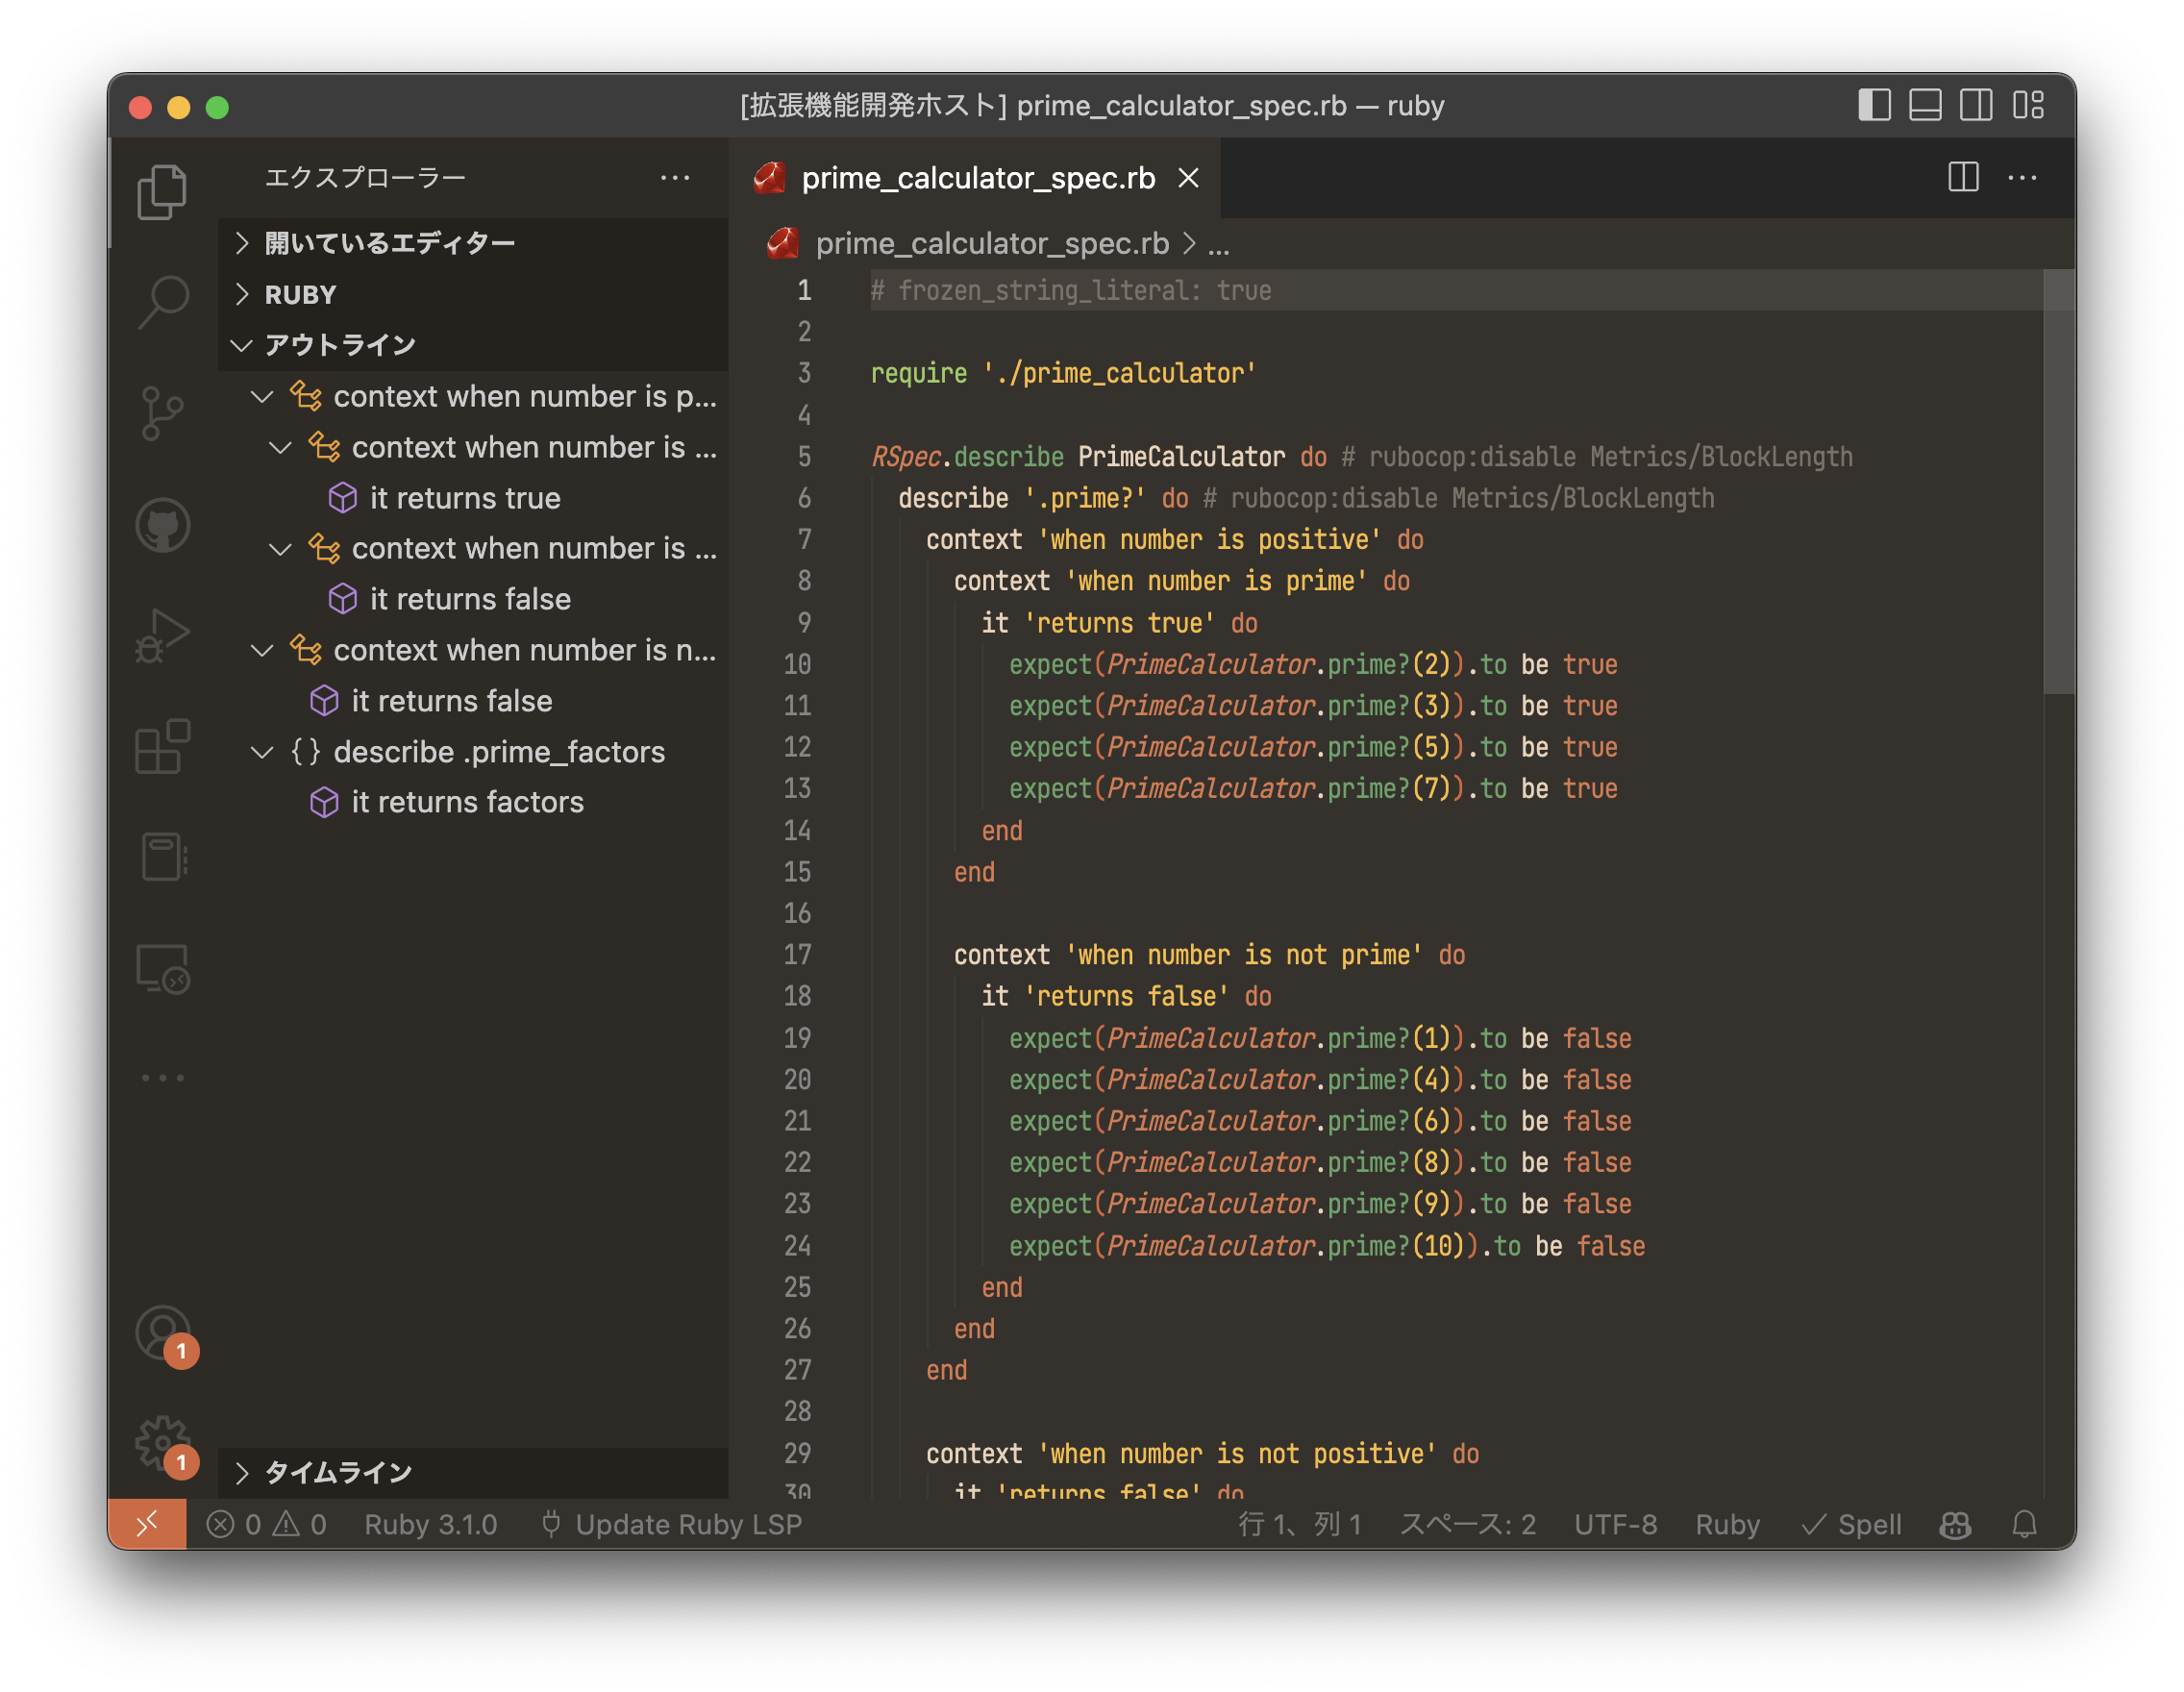 [拡張機能開発ホスト] prime_calculator_spec.rb — ruby
エクスプローラー
開いているエディター
RUBY
アウトライン
context when number is p...
context when number is ...
it returns true
context when number is ...
it returns false
context when number is n...
it returns false
{} describe .prime_factors
it returns factors
タイムライン
1
1
prime_calculator_spec.rb
prime_calculator_spec.rb > ...
1 # frozen_string_literal: true
2
3 require './prime_calculator'
4
5 RSpec.describe PrimeCalculator do # rubocop:disable Metrics/BlockLength
6 describe '.prime?' do # rubocop:disable Metrics/BlockLength
7 context 'when number is positive' do
8 context 'when number is prime' do
9 it 'returns true' do
10 expect(PrimeCalculator.prime?(2)).to be true
11 expect(PrimeCalculator.prime?(3)).to be true
12 expect(PrimeCalculator.prime?(5)).to be true
13 expect(PrimeCalculator.prime?(7)).to be true
14 end
15 end
16
17 context 'when number is not prime' do
18 it 'returns false' do
19 expect(PrimeCalculator.prime?(1)).to be false
20 expect(PrimeCalculator.prime?(4)).to be false
21 expect(PrimeCalculator.prime?(6)).to be false
22 expect(PrimeCalculator.prime?(8)).to be false
23 expect(PrimeCalculator.prime?(9)).to be false
24 expect(PrimeCalculator.prime?(10)).to be false
25 end
26 end
27 end
28
29 context 'when number is not positive' do
30 it 'returns false' do
0 0 Ruby 3.1.0 Update Ruby LSP 行 1、列 1 スペース: 2 UTF-8 Ruby Spell